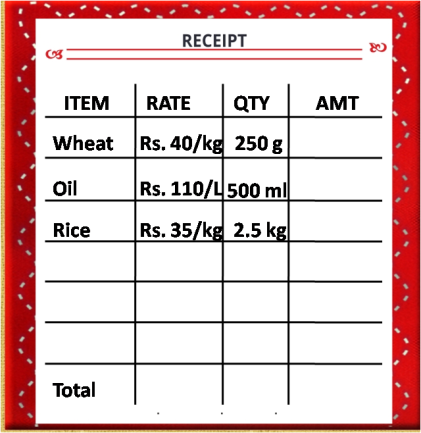 RECEIPT
ITEM RATE QTY AMT
Wheat Rs. 40/kg 250 g
Oil Rs. 110/L 500 ml
Rice Rs. 35/kg 2.5 kg
Total